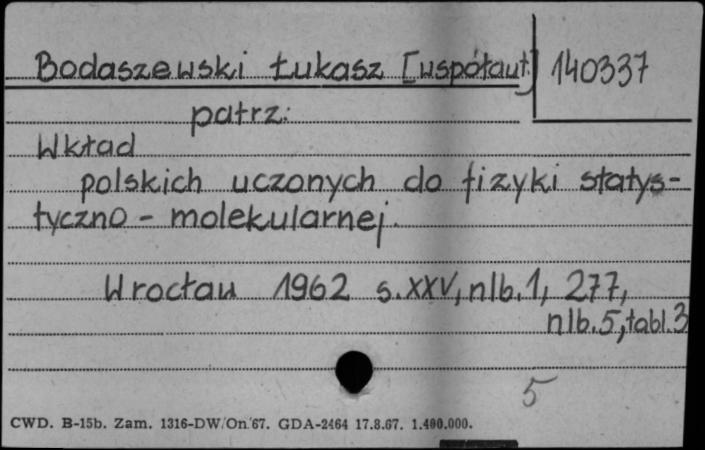 Bodaszewski Łukasz [współaut.] 140337
patrz:
Wkład
polskich uczonych do fizyki statys-
tyczno - molekularnej.
Wrocław 1962 s. XXV, nlb. 1, 277,
nlb. 5, tabl. 3
5
CWD. B-15b. Zam. 1316-DW/On.67. GDA-2464 17.8.67. 1.400.000.